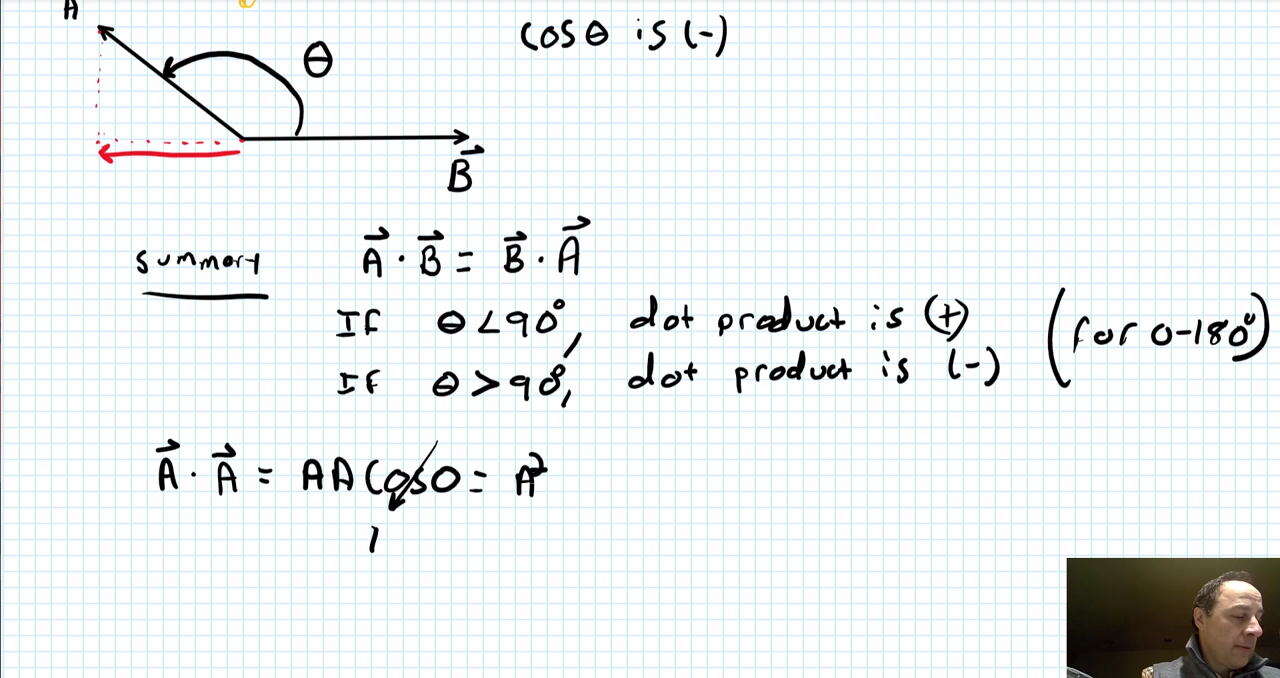 A
cosθ is (-)
θ
B⃗
summary
A⃗ · B⃗ = B⃗ · A⃗
If θ < 90°, dot product is (+)
(for 0-180°)
If θ > 90°, dot product is (-)
A⃗ · A⃗ = AA Cos0 = A²
1